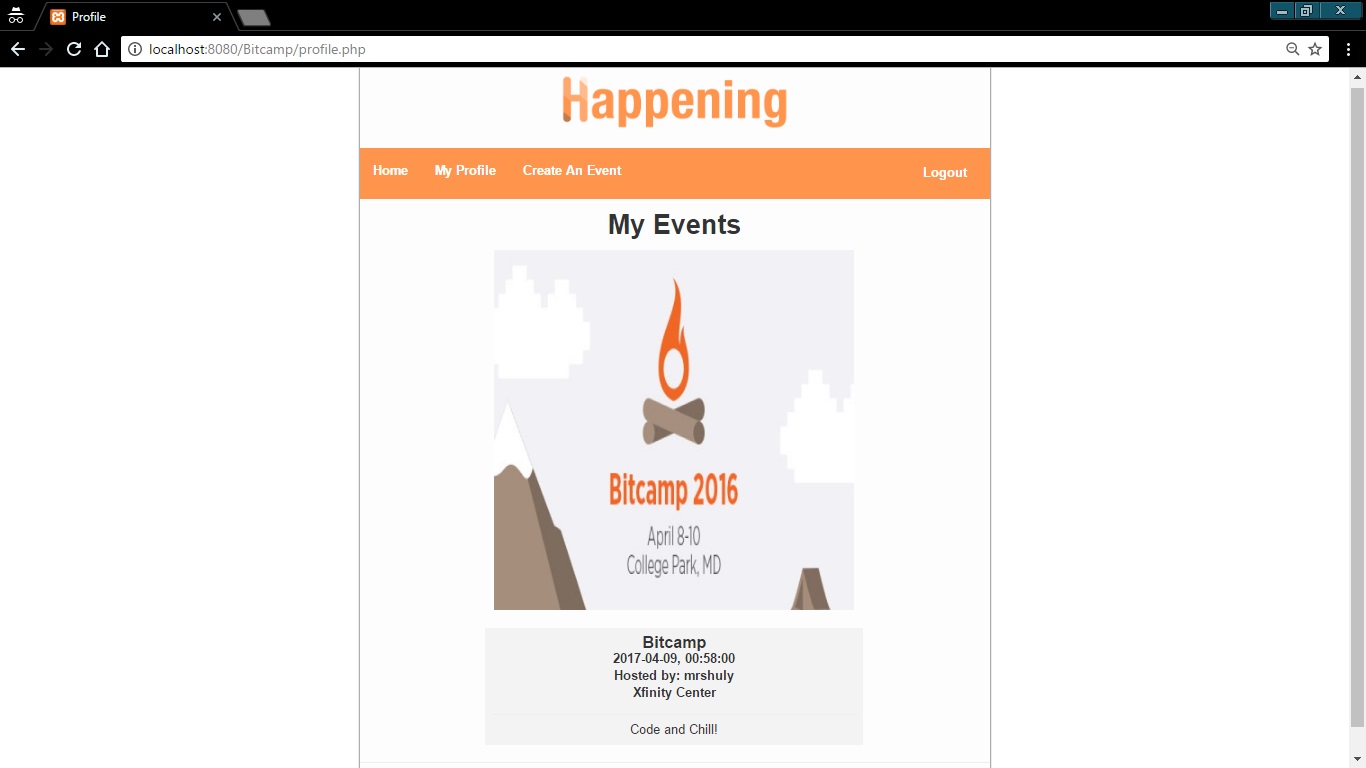 Profile
localhost:8080/Bitcamp/profile.php
Happening
Home My Profile Create An Event Logout
My Events
Bitcamp 2016
April 8-10
College Park, MD
Bitcamp
2017-04-09, 00:58:00
Hosted by: mrshuly
Xfinity Center
Code and Chill!